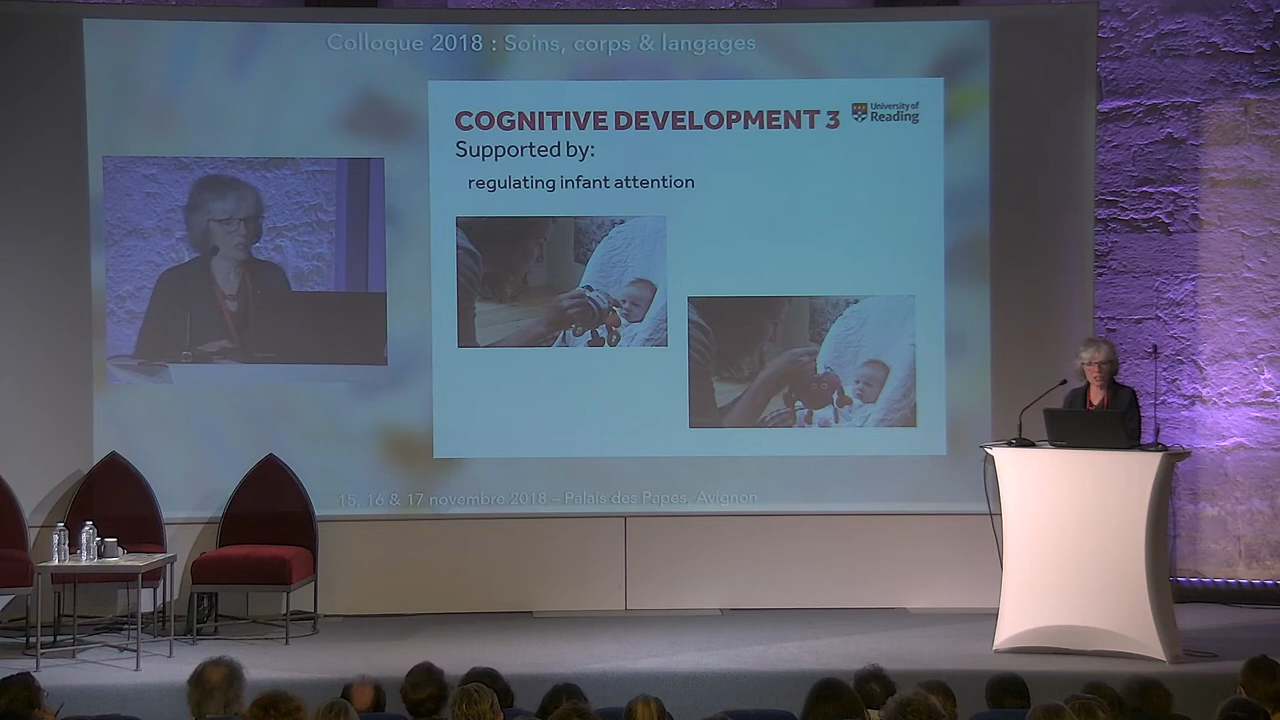 Colloque 2018 : Soins, corps & langages
COGNITIVE DEVELOPMENT 3
University of
Reading
Supported by:
regulating infant attention
15, 16 & 17 novembre 2018 – Palais des Papes, Avignon